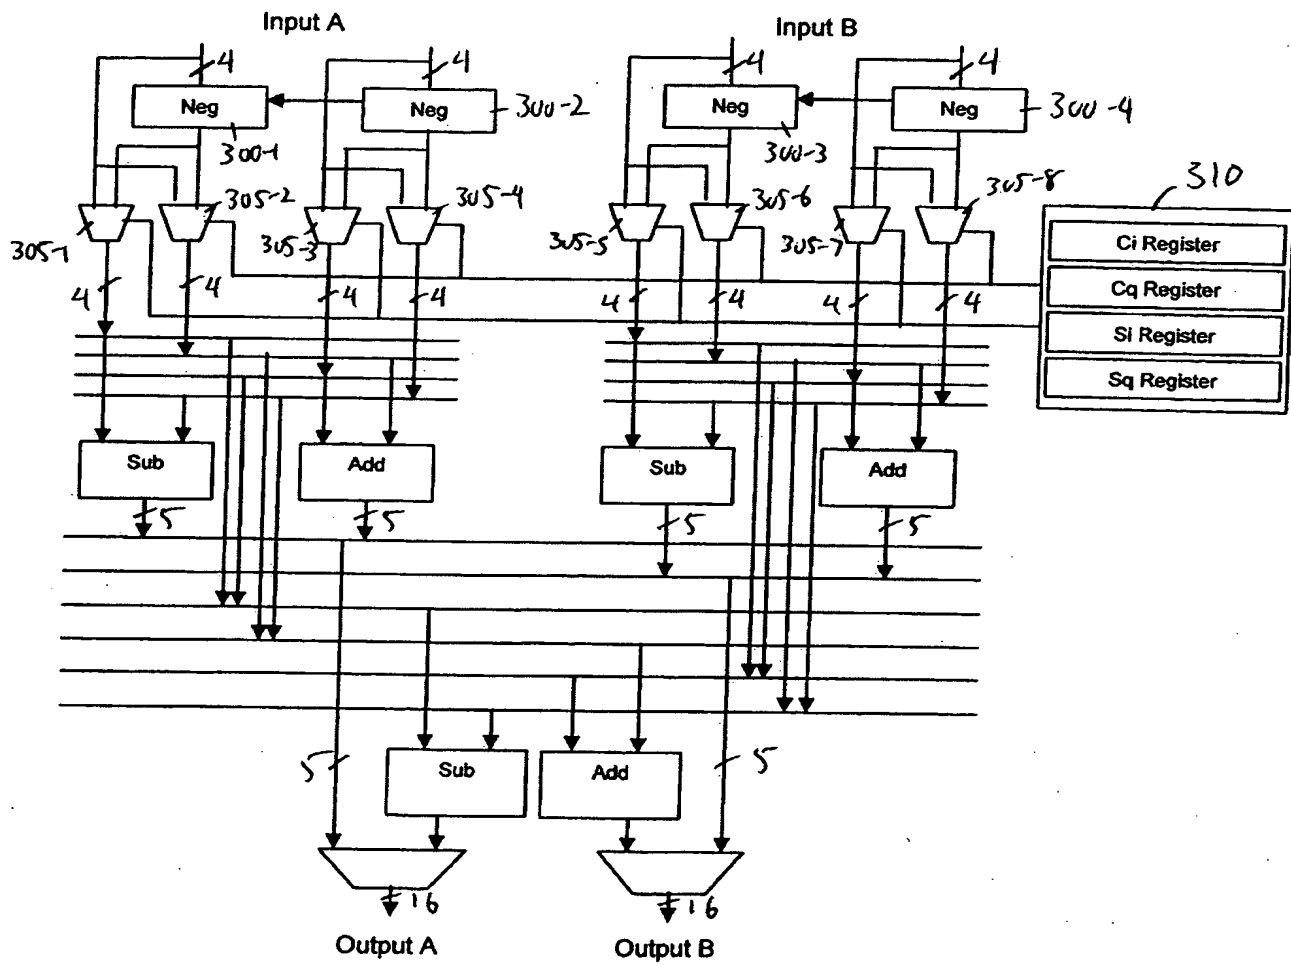 Input A
Input B
4
4
4
4
Neg
Neg
300-2
Neg
Neg
300-4
300-1
300-3
305-2
305-4
305-6
305-8
310
305-1
305-3
305-5
305-7
Ci Register
Cq Register
Si Register
Sq Register
4
4
4
4
4
4
4
4
Sub
Add
Sub
Add
5
5
5
5
5
Sub
Add
5
16
16
Output A
Output B